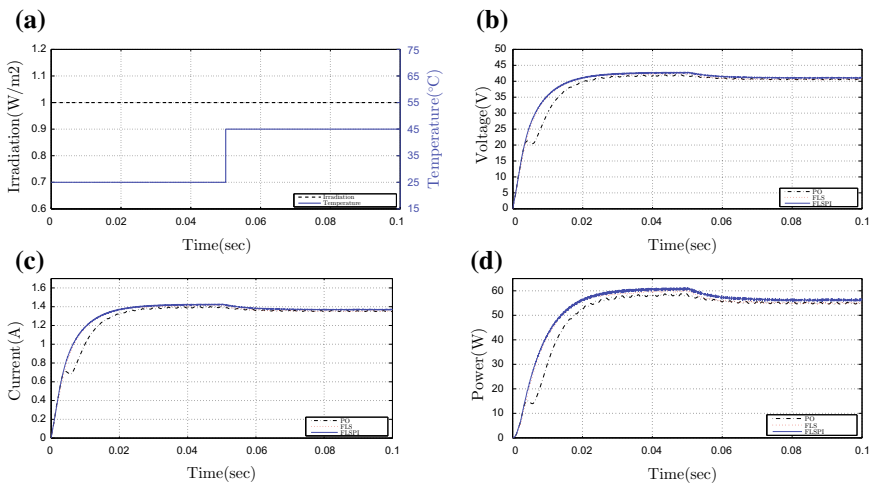 (a)
1.2
1.1
1
0.9
0.8
0.7
0.6
Irradiation(W/m2)
75
65
55
45
35
25
15
Temperature(°C)
Irradiation
Temperature
0
0.02
0.04
0.06
0.08
0.1
Time(sec)
(b)
50
45
40
35
30
25
20
15
10
5
0
Voltage(V)
PO
FLS
FLSPI
0
0.02
0.04
0.06
0.08
0.1
Time(sec)
(c)
1.6
1.4
1.2
1
0.8
0.6
0.4
0.2
0
Current(A)
PO
FLS
FLSPI
0
0.02
0.04
0.06
0.08
0.1
Time(sec)
(d)
60
50
40
30
20
10
0
Power(W)
PO
FLS
FLSPI
0
0.02
0.04
0.06
0.08
0.1
Time(sec)